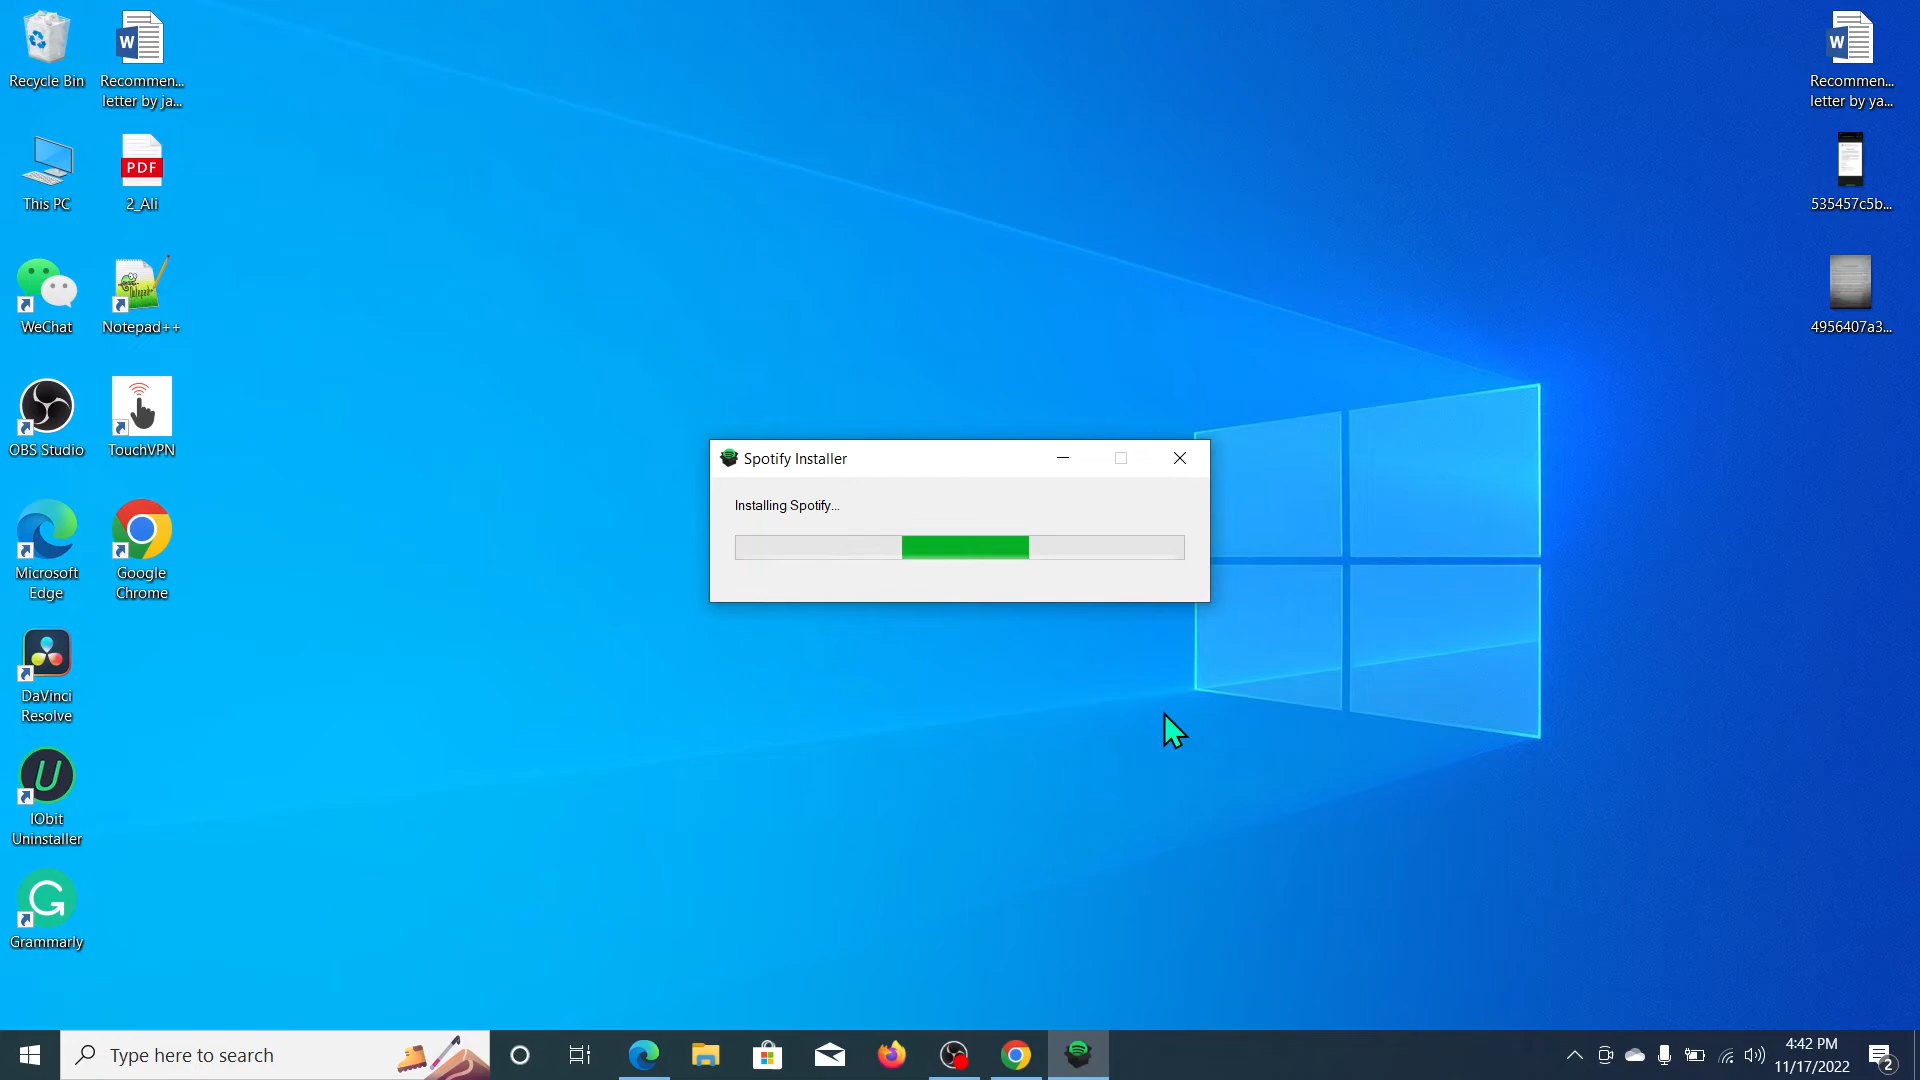 Recycle Bin
Recommen...
letter by ja...
This PC
PDF
2_Ali
WeChat
Notepad++
OBS Studio
TouchVPN
Microsoft
Edge
Google
Chrome
DaVinci
Resolve
IObit
Uninstaller
Grammarly
Spotify Installer
Installing Spotify...
W
W
Recommen...
letter by ya...
535457c5b...
4956407a3...
Type here to search
4:42 PM
11/17/2022
2